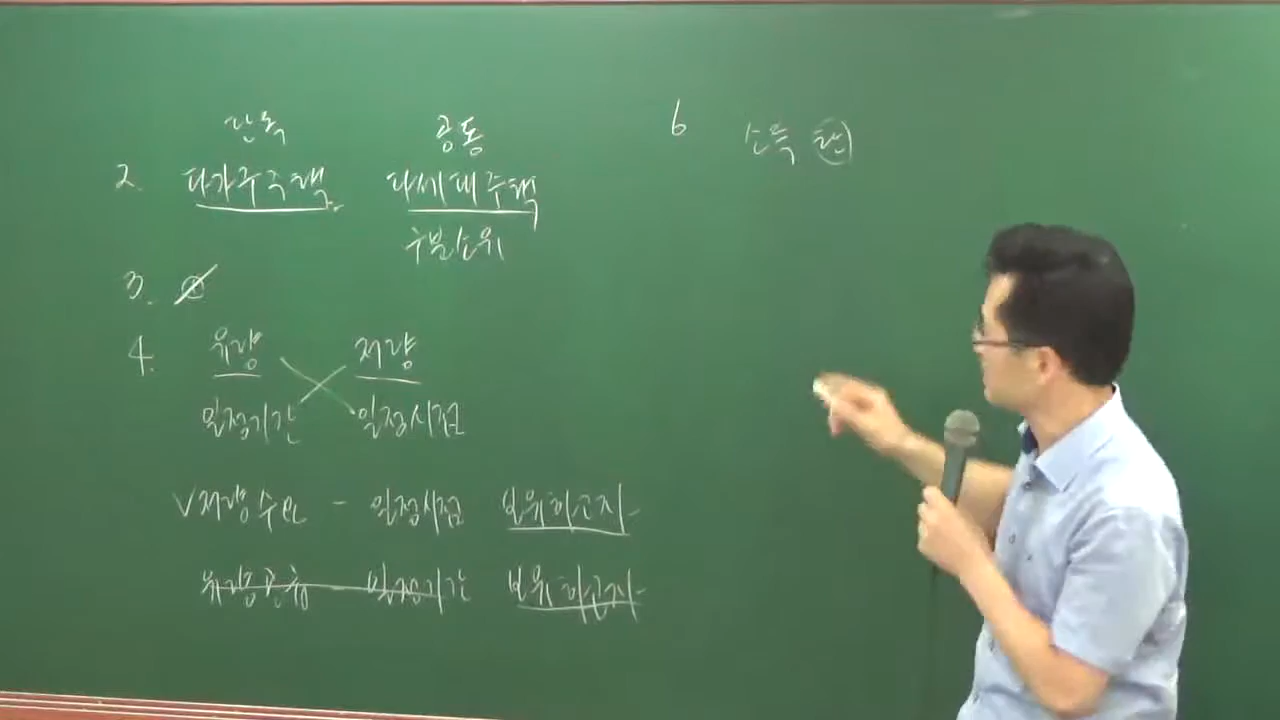 단독 공동
2. 다가구주택 다세대주택
구분소유
3.
4. 유량 저량
일정기간 일정시점
V 저량수요 - 일정시점 보유하고자
유량공급 일정기간 보유하고자
6 소득